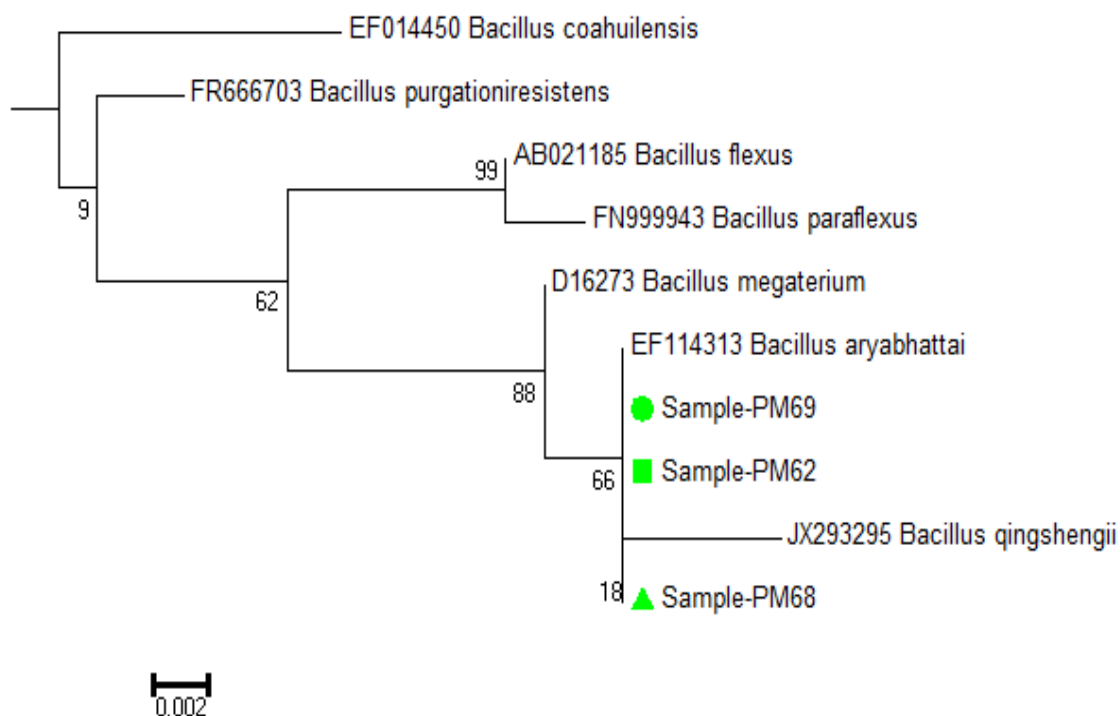 EF014450 Bacillus coahuilensis
FR666703 Bacillus purgationiresistens
AB021185 Bacillus flexus
99
FN999943 Bacillus paraflexus
9
D16273 Bacillus megaterium
62
EF114313 Bacillus aryabhattai
88
Sample-PM69
Sample-PM62
66
JX293295 Bacillus qingshengii
18
Sample-PM68
0.002